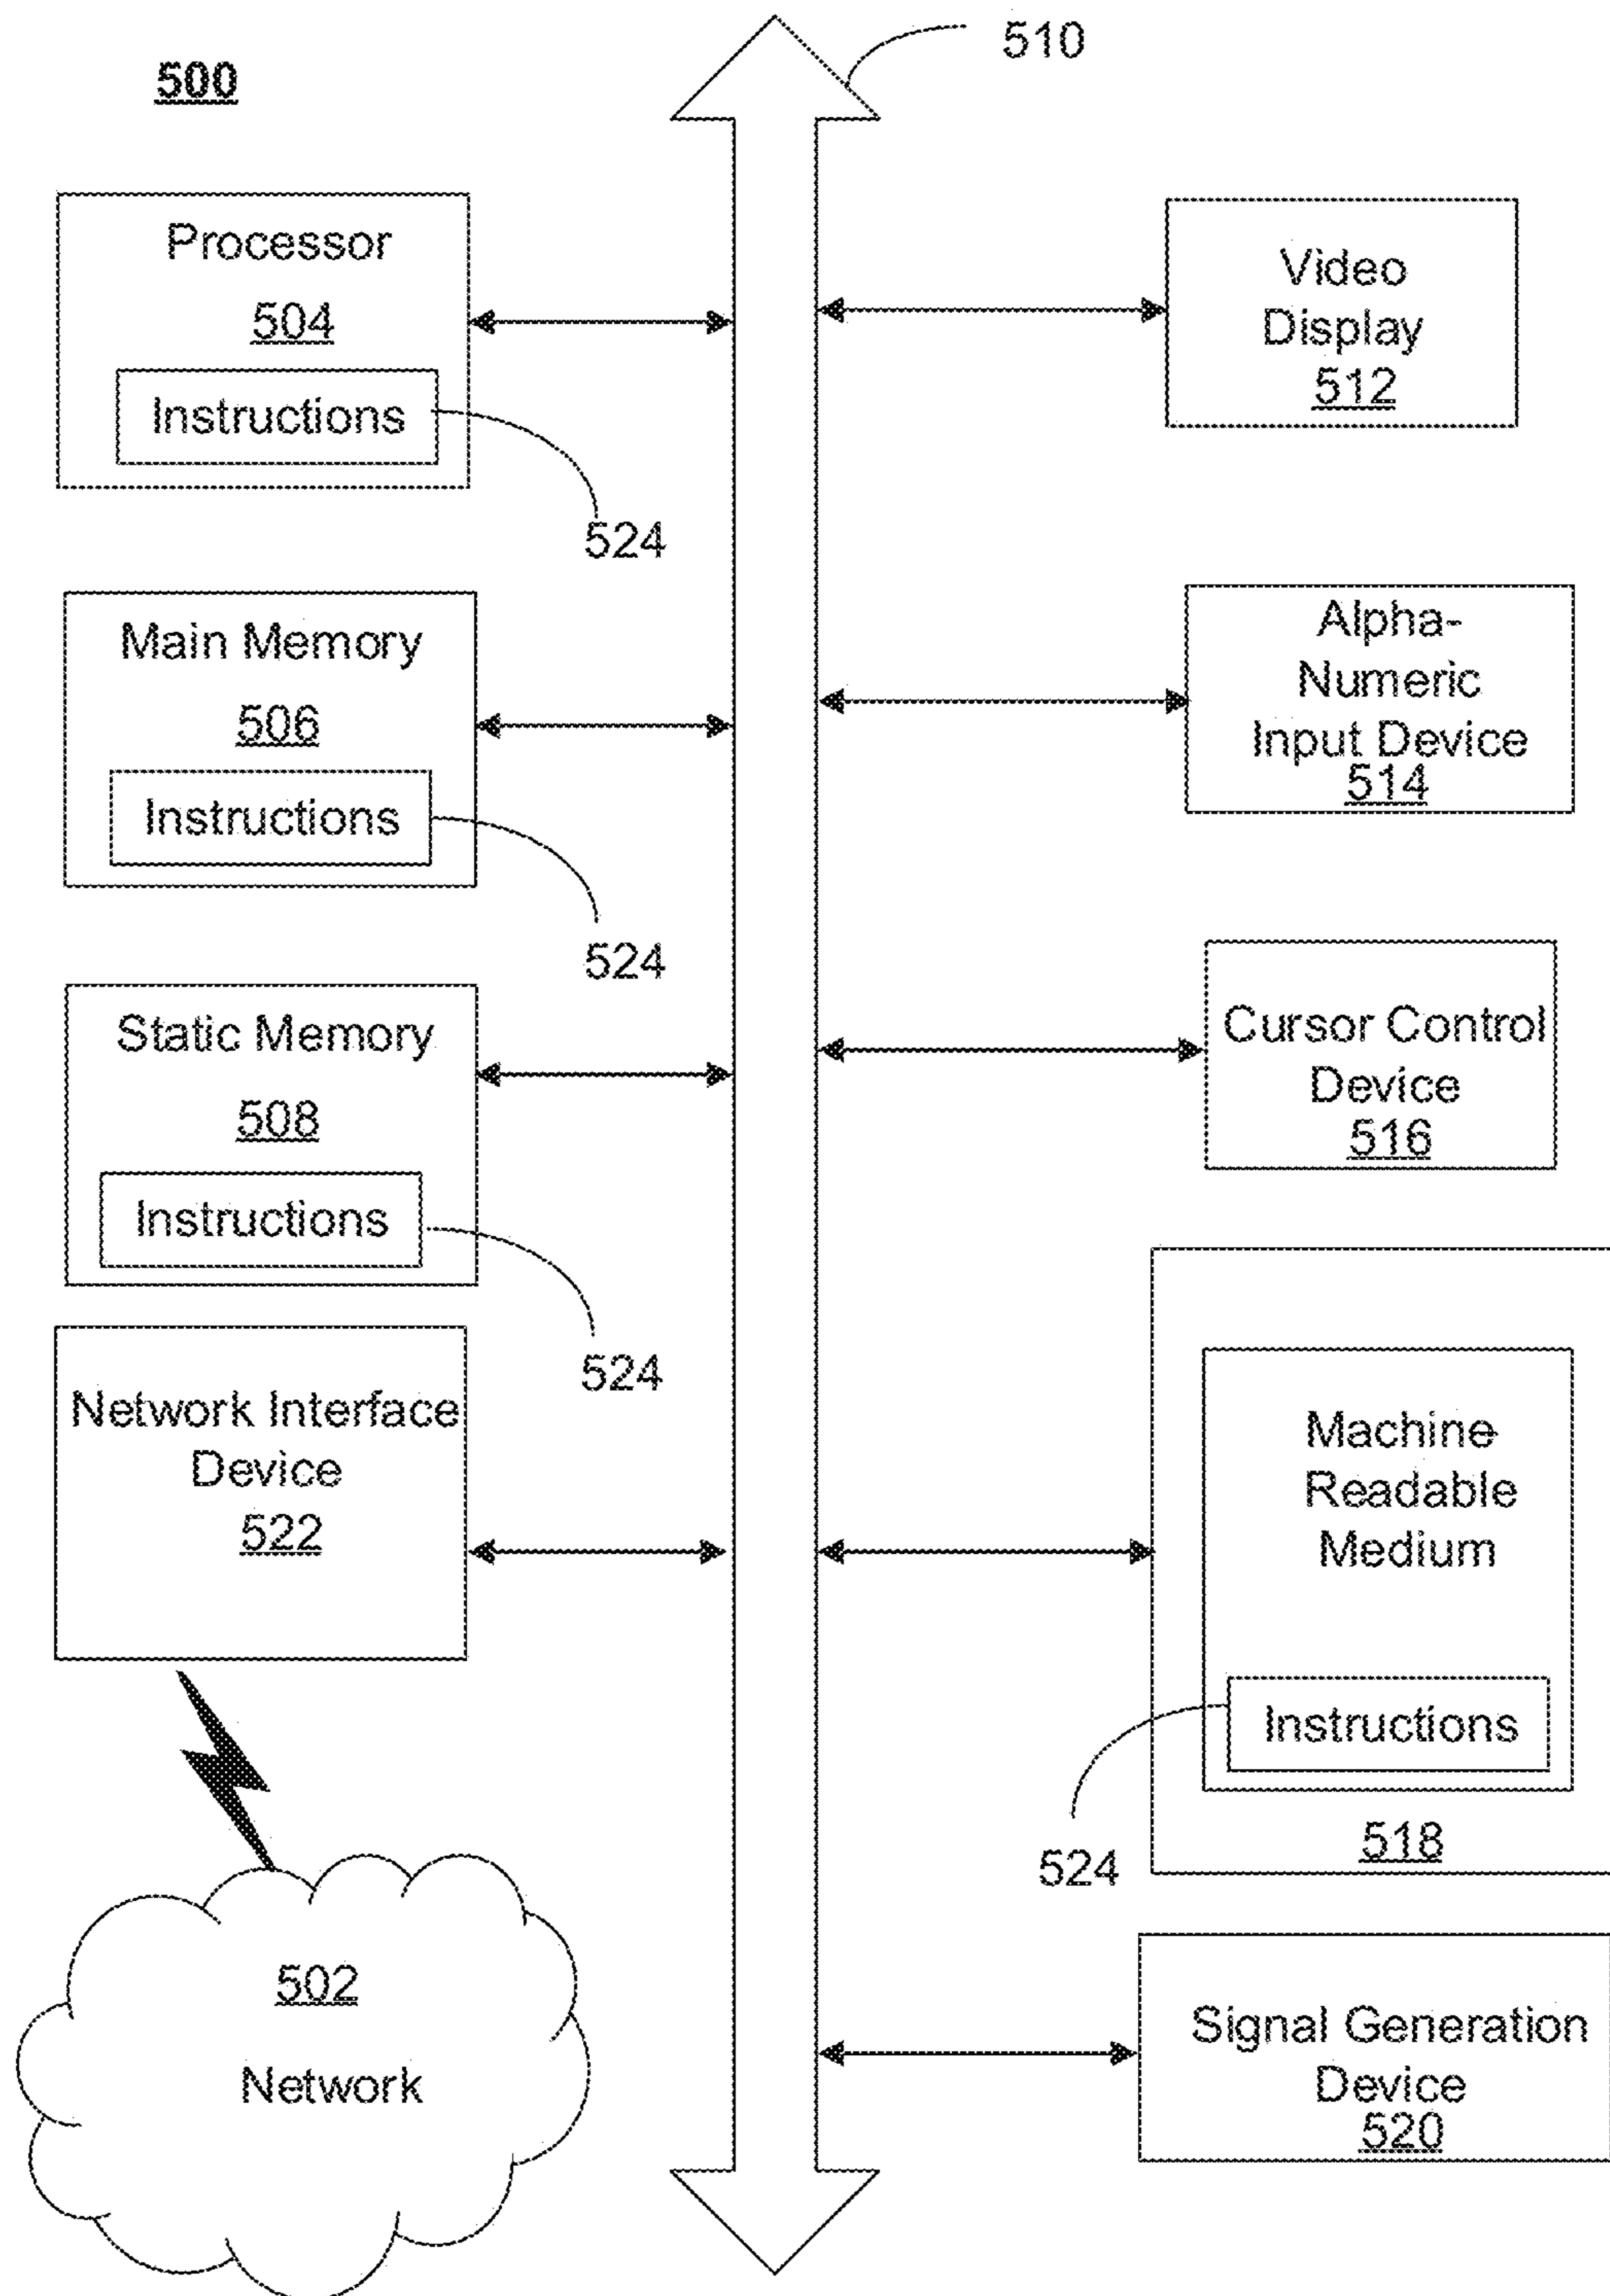 500
510
Processor
504
Instructions
524
Main Memory
506
Instructions
524
Static Memory
508
Instructions
524
Network Interface
Device
522
502
Network
Video
Display
512
Alpha-
Numeric
Input Device
514
Cursor Control
Device
516
Machine
Readable
Medium
Instructions
524
518
Signal Generation
Device
520